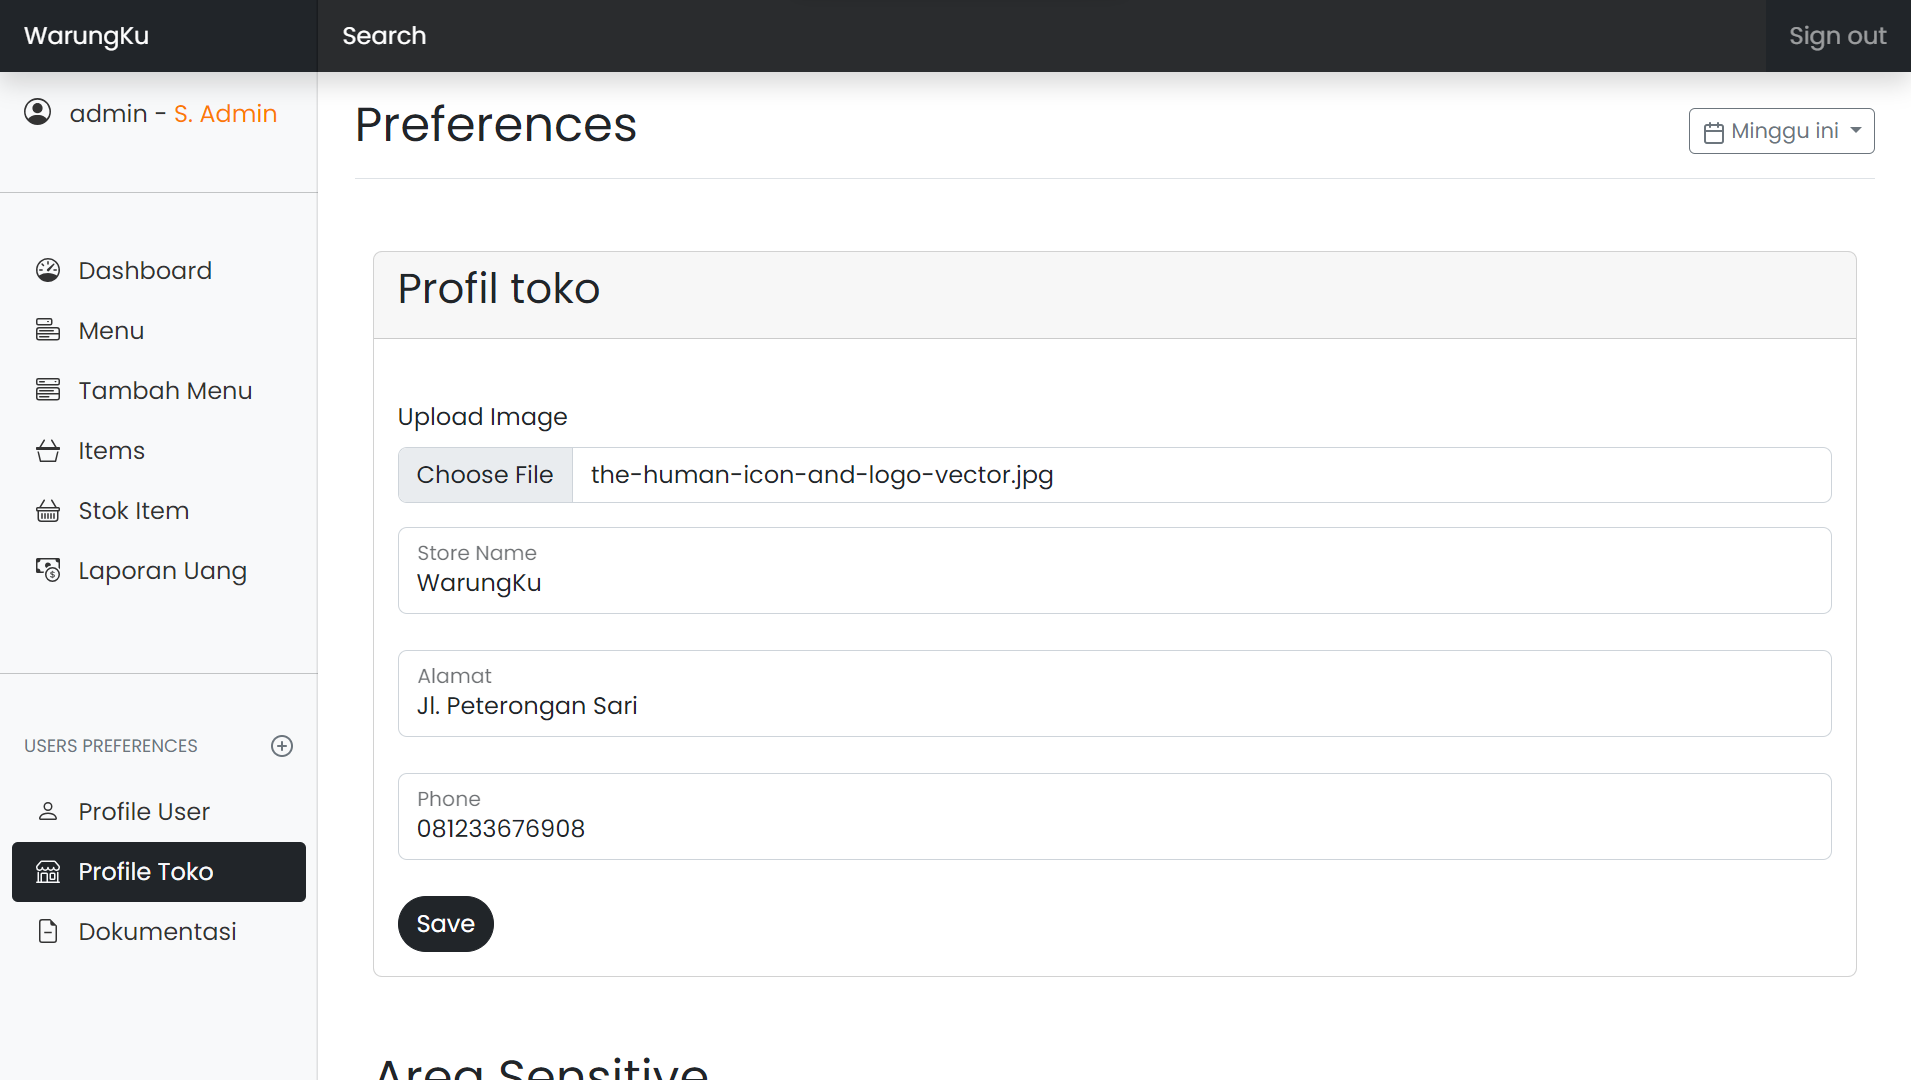 WarungKu
Search
Sign out
admin - S. Admin
Dashboard
Menu
Tambah Menu
Items
Stok Item
Laporan Uang
USERS PREFERENCES
Profile User
Profile Toko
Dokumentasi
Preferences
Minggu ini
Profil toko
Upload Image
Choose File the-human-icon-and-logo-vector.jpg
Store Name
WarungKu
Alamat
Jl. Peterongan Sari
Phone
081233676908
Save
Area Sensitive